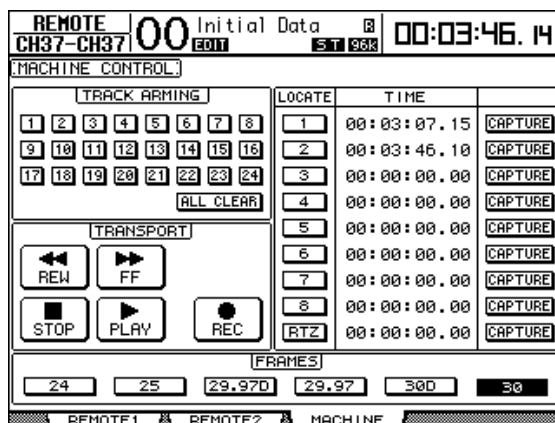 REMOTE
CH37-CH37
00 Initial Data R
EDIT ST 96K
00:03:46. 14
MACHINE CONTROL
TRACK ARMING
1 2 3 4 5 6 7 8
9 10 11 12 13 14 15 16
17 18 19 20 21 22 23 24
ALL CLEAR
TRANSPORT
REW FF
STOP PLAY REC
LOCATE TIME
1 00:03:07.15 CAPTURE
2 00:03:46.10 CAPTURE
3 00:00:00.00 CAPTURE
4 00:00:00.00 CAPTURE
5 00:00:00.00 CAPTURE
6 00:00:00.00 CAPTURE
7 00:00:00.00 CAPTURE
8 00:00:00.00 CAPTURE
RTZ 00:00:00.00 CAPTURE
FRAMES
24 25 29.97D 29.97 30D 30
REMOTE1 REMOTE2 MACHINE